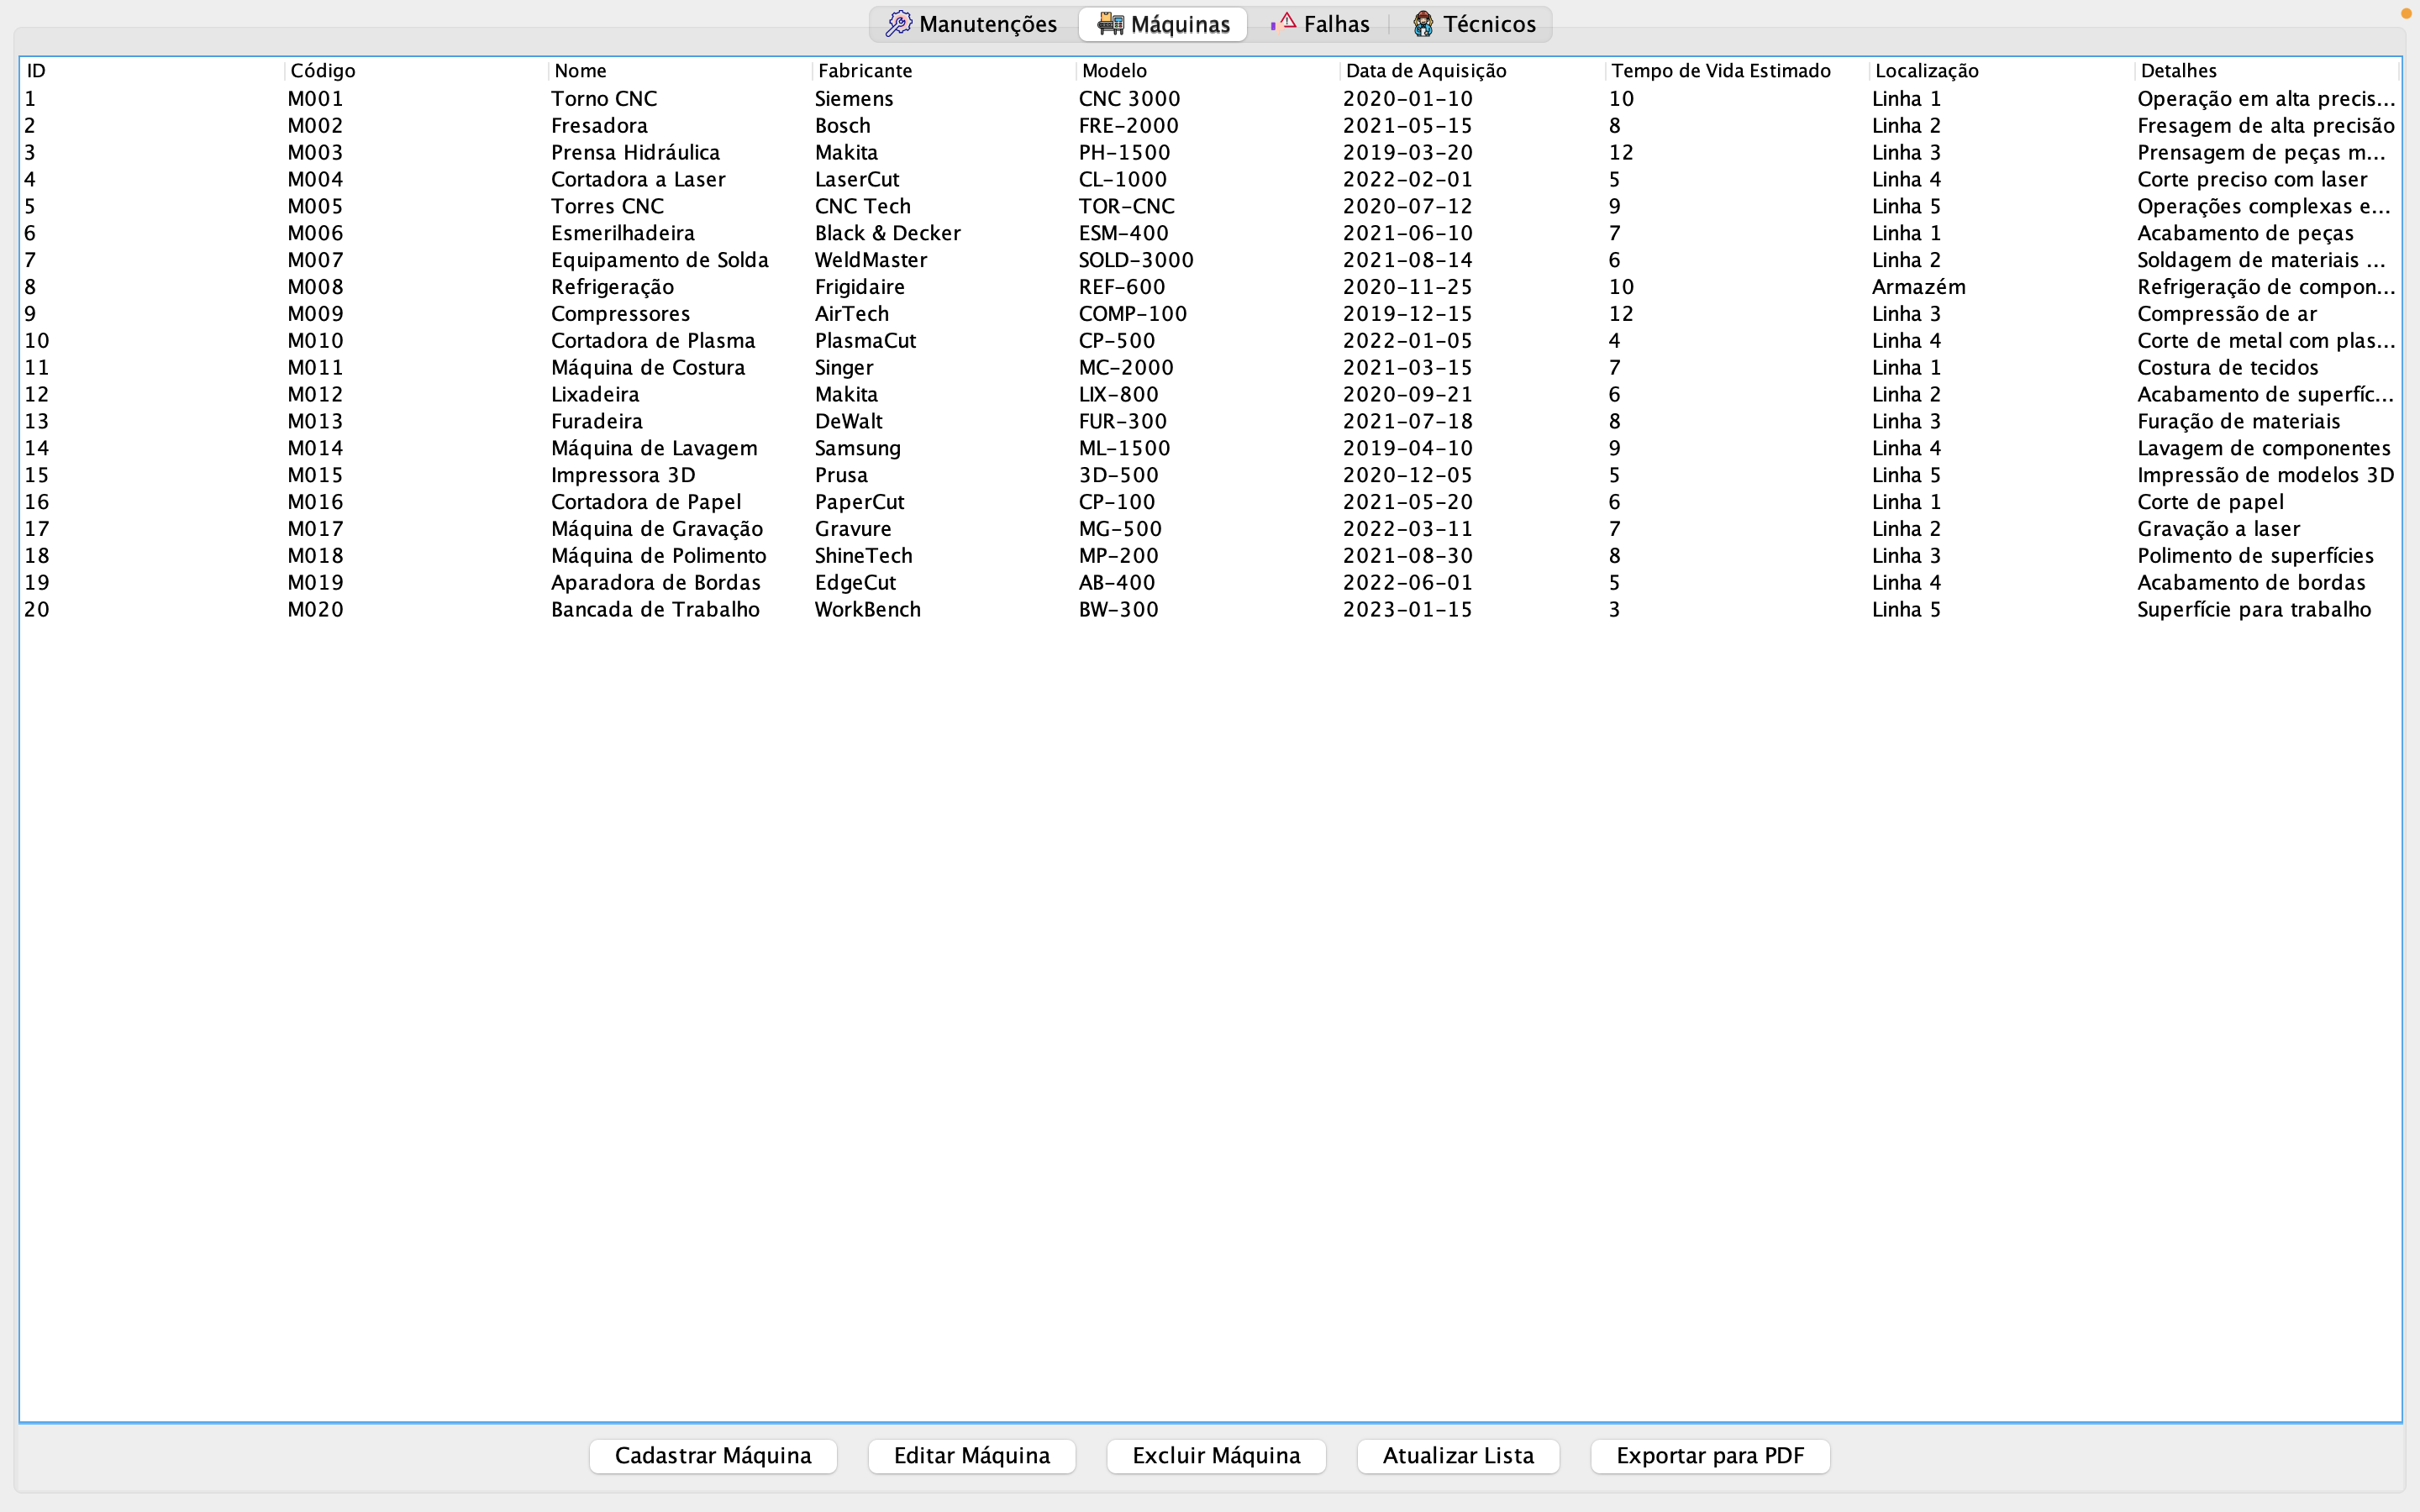 Manutenções Máquinas Falhas Técnicos
ID Código Nome Fabricante Modelo Data de Aquisição Tempo de Vida Estimado Localização Detalhes
1 M001 Torno CNC Siemens CNC 3000 2020-01-10 10 Linha 1 Operação em alta precis...
2 M002 Fresadora Bosch FRE-2000 2021-05-15 8 Linha 2 Fresagem de alta precisão
3 M003 Prensa Hidráulica Makita PH-1500 2019-03-20 12 Linha 3 Prensagem de peças m...
4 M004 Cortadora a Laser LaserCut CL-1000 2022-02-01 5 Linha 4 Corte preciso com laser
5 M005 Torres CNC CNC Tech TOR-CNC 2020-07-12 9 Linha 5 Operações complexas e...
6 M006 Esmerilhadeira Black & Decker ESM-400 2021-06-10 7 Linha 1 Acabamento de peças
7 M007 Equipamento de Solda WeldMaster SOLD-3000 2021-08-14 6 Linha 2 Soldagem de materiais ...
8 M008 Refrigeração Frigidaire REF-600 2020-11-25 10 Armazém Refrigeração de compon...
9 M009 Compressores AirTech COMP-100 2019-12-15 12 Linha 3 Compressão de ar
10 M010 Cortadora de Plasma PlasmaCut CP-500 2022-01-05 4 Linha 4 Corte de metal com plas...
11 M011 Máquina de Costura Singer MC-2000 2021-03-15 7 Linha 1 Costura de tecidos
12 M012 Lixadeira Makita LIX-800 2020-09-21 6 Linha 2 Acabamento de superfíc...
13 M013 Furadeira DeWalt FUR-300 2021-07-18 8 Linha 3 Furação de materiais
14 M014 Máquina de Lavagem Samsung ML-1500 2019-04-10 9 Linha 4 Lavagem de componentes
15 M015 Impressora 3D Prusa 3D-500 2020-12-05 5 Linha 5 Impressão de modelos 3D
16 M016 Cortadora de Papel PaperCut CP-100 2021-05-20 6 Linha 1 Corte de papel
17 M017 Máquina de Gravação Gravure MG-500 2022-03-11 7 Linha 2 Gravação a laser
18 M018 Máquina de Polimento ShineTech MP-200 2021-08-30 8 Linha 3 Polimento de superfícies
19 M019 Aparadora de Bordas EdgeCut AB-400 2022-06-01 5 Linha 4 Acabamento de bordas
20 M020 Bancada de Trabalho WorkBench BW-300 2023-01-15 3 Linha 5 Superfície para trabalho
Cadastrar Máquina Editar Máquina Excluir Máquina Atualizar Lista Exportar para PDF